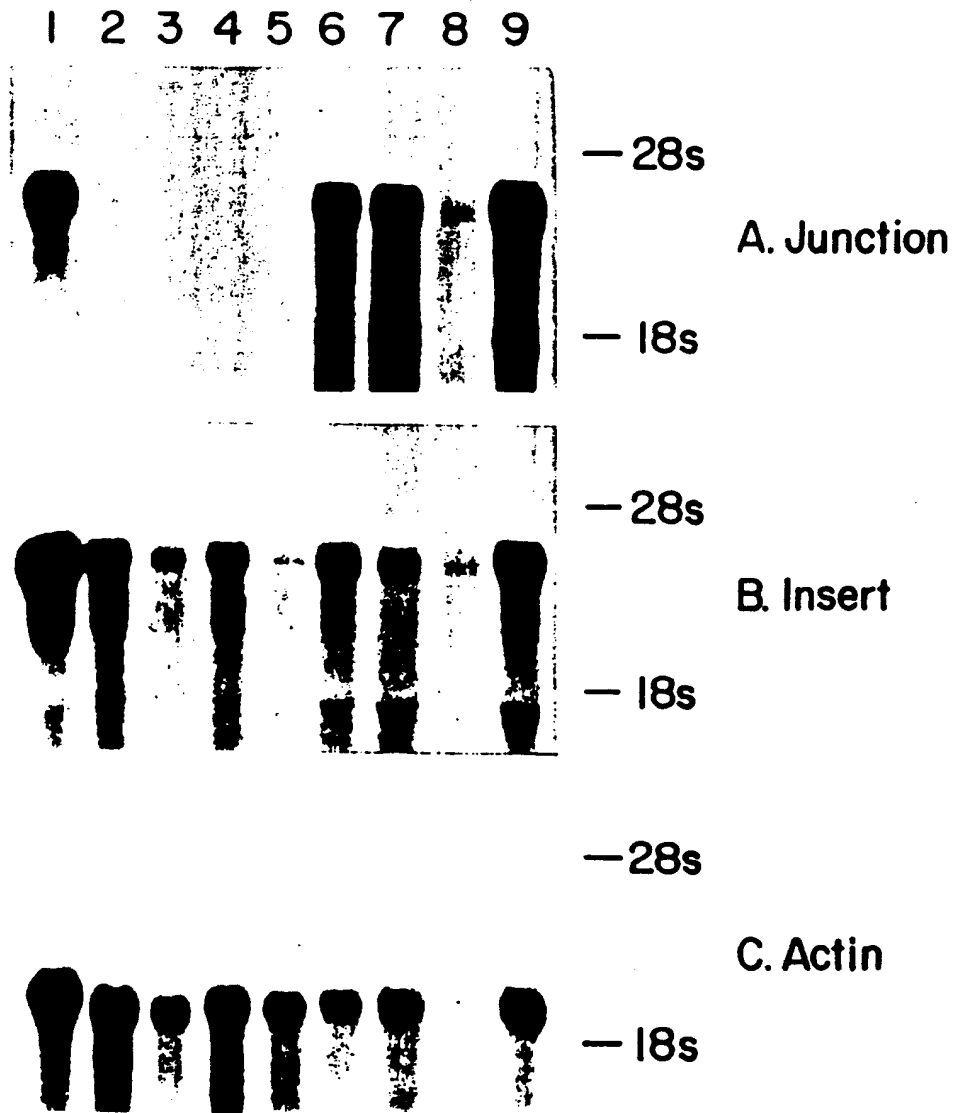 1 2 3 4 5 6 7 8 9
— 28s
A. Junction
— 18s
— 28s
B. Insert
— 18s
— 28s
C. Actin
— 18s